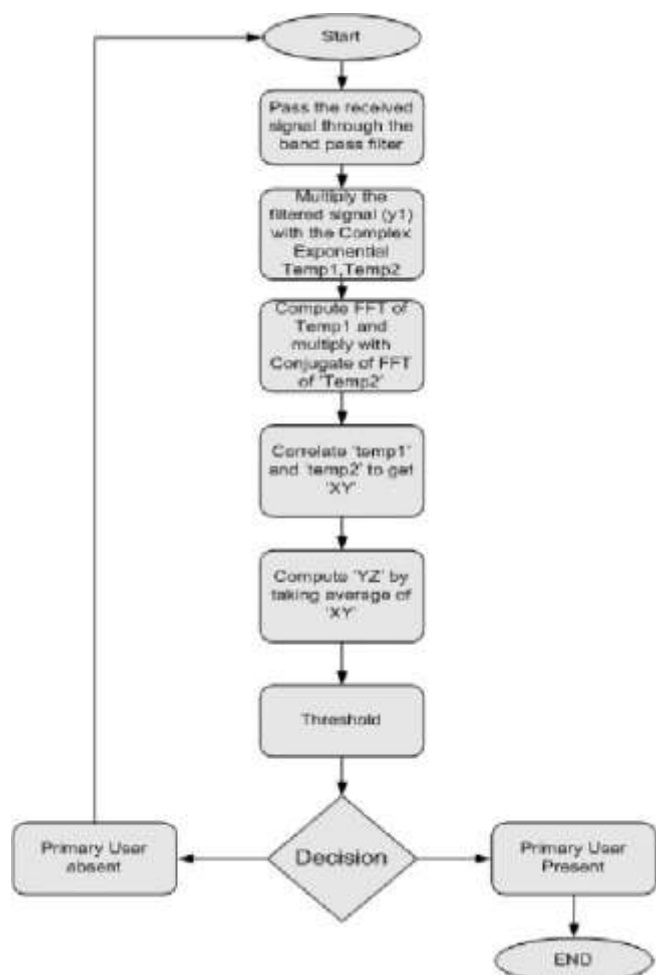 Start
Pass the received
signal through the
band pass filter
Multiply the
filtered signal (y1)
with the Complex
Exponential
Temp1,Temp2
Compute FFT of
Temp1 and
multiply with
Conjugate of FFT
of 'Temp2'
Correlate 'temp1'
and 'temp2' to get
'XY'
Compute 'YZ' by
taking average of
'XY'
Threshold
Decision
Primary User
absent
Primary User
Present
END